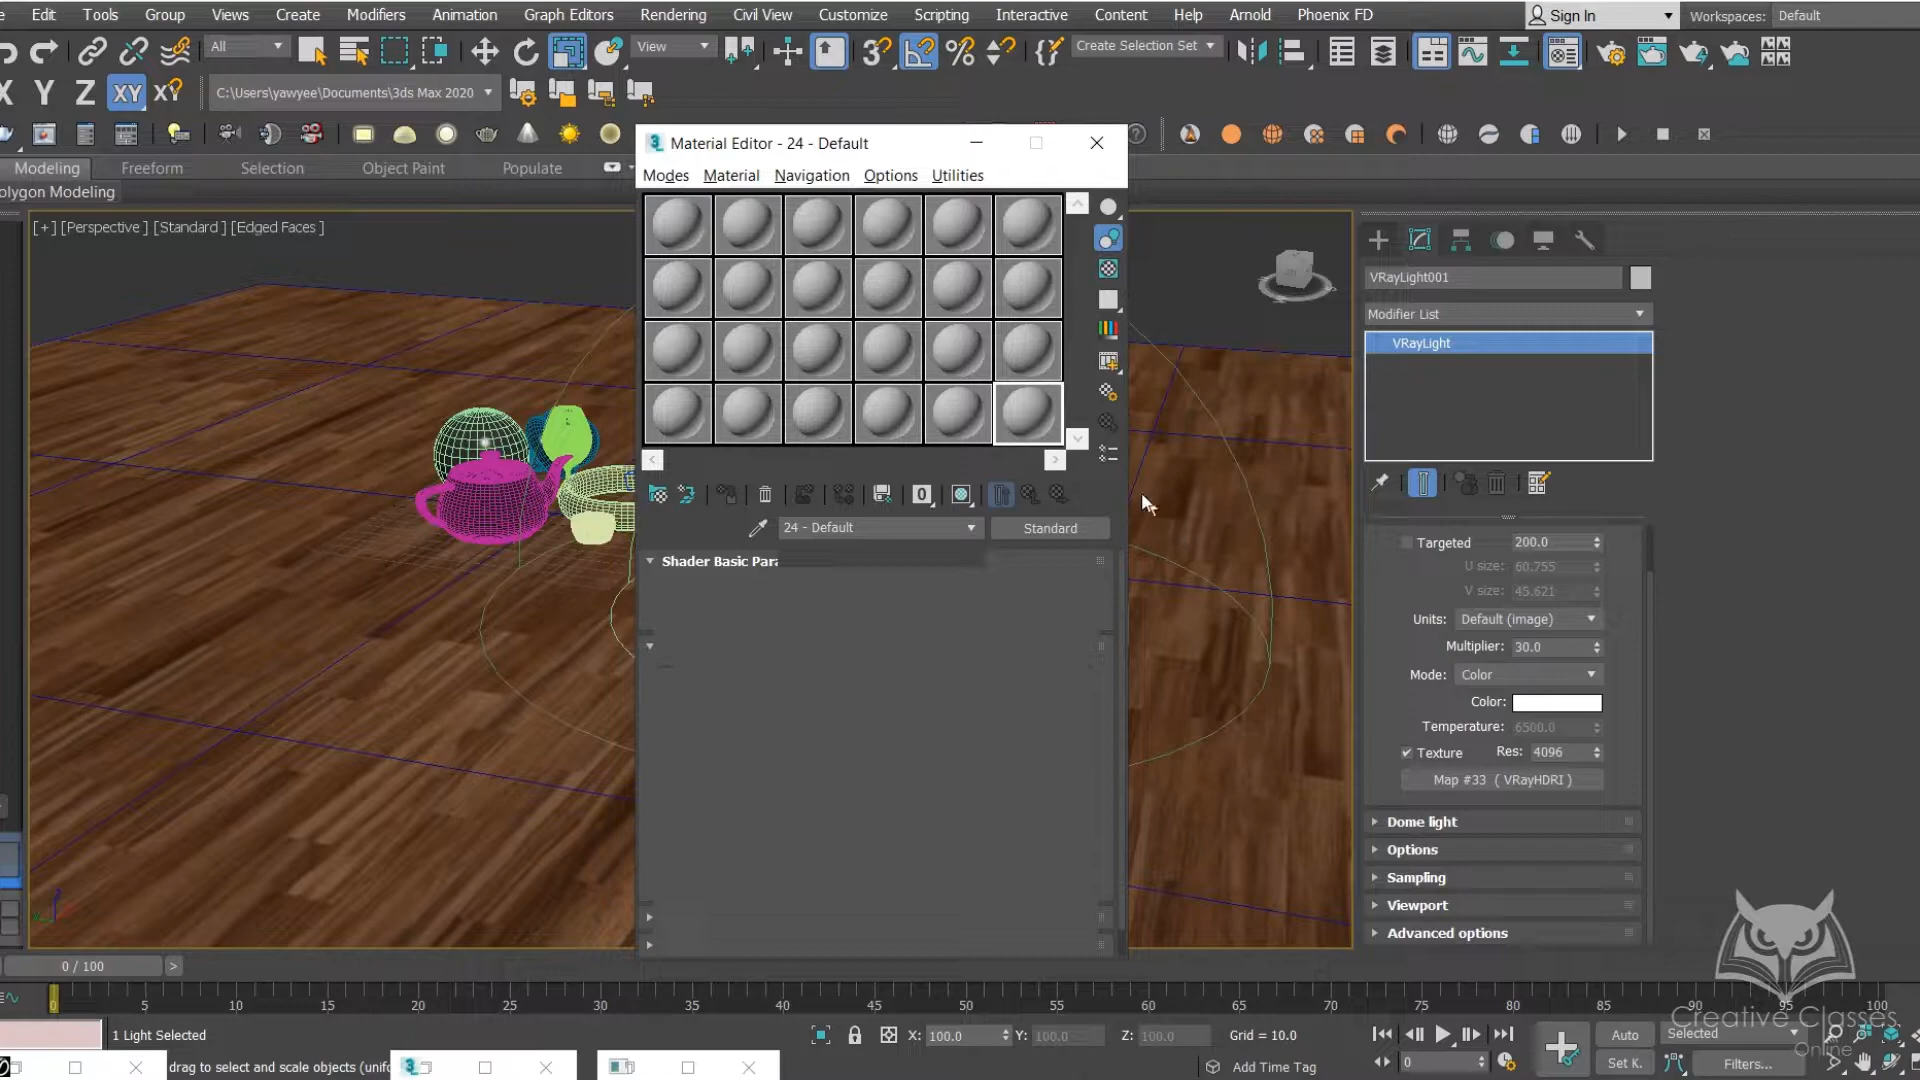 Edit Tools Group Views Create Modifiers Animation Graph Editors Rendering Civil View Customize Scripting Interactive Content Help Arnold Phoenix FD Sign In Workspaces: Default
All View Create Selection Set
X Y Z XY X? C:\Users\yawyee\Documents\3ds Max 2020
Modeling Freeform Selection Object Paint Populate
olygon Modeling
Material Editor - 24 - Default
Modes Material Navigation Options Utilities
[+] [Perspective ] [Standard ] [Edged Faces ]
24 - Default Standard
Shader Basic Para
VRayLight001
Modifier List
VRayLight
Targeted 200.0
U size: 60.755
V size: 45.621
Units: Default (image)
Multiplier: 30.0
Mode: Color
Color:
Temperature: 6500.0
Texture Res: 4096
Map #33 ( VRayHDRI )
Dome light
Options
Sampling
Viewport
Advanced options
0 / 100 >
0 5 10 15 20 25 30 35 40 45 50 55 60 65 70 75 80 85 90 95 100
1 Light Selected X: 100.0 Y: 100.0 Z: 100.0 Grid = 10.0 Auto Selected
drag to select and scale objects (unifo Add Time Tag 0 Set K. Filters...
Creative Classes
Online